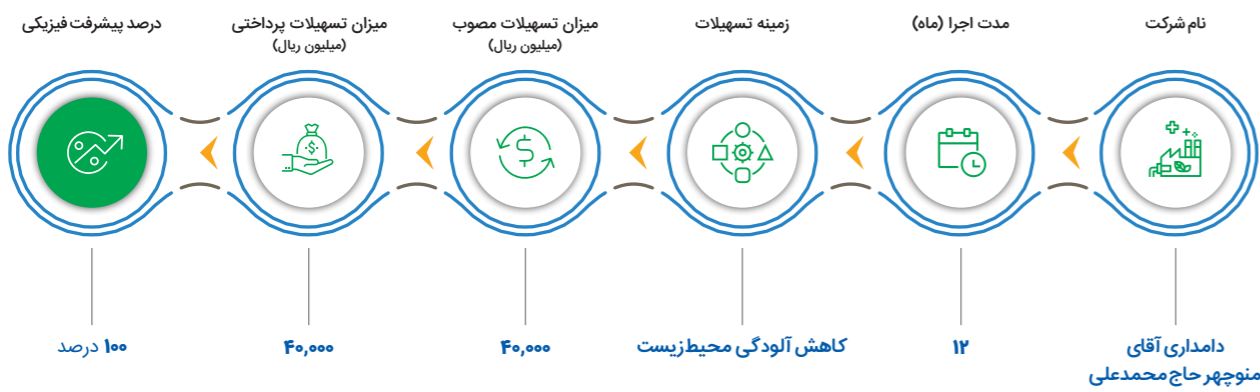 نام شرکت
مدت اجرا (ماه)
زمینه تسهیلات
میزان تسهیلات مصوب
(میلیون ریال)
میزان تسهیلات پرداختی
(میلیون ریال)
درصد پیشرفت فیزیکی
دامداری آقای
منوچهر حاج محمدعلی
۱۲
کاهش آلودگی محیط‌زیست
۴۰,۰۰۰
۴۰,۰۰۰
۱۰۰ درصد